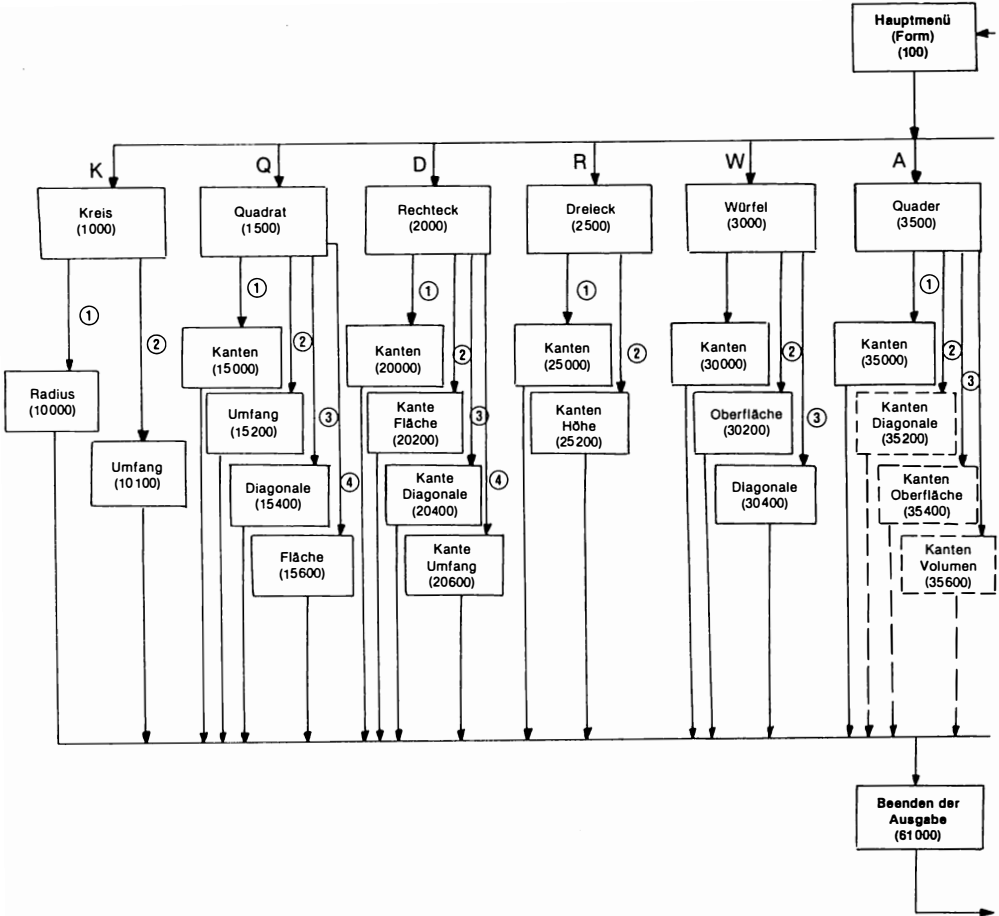 Hauptmenü
(Form)
(100)
K
Q
D
R
W
A
Kreis
(1000)
Quadrat
(1500)
Rechteck
(2000)
Dreieck
(2500)
Würfel
(3000)
Quader
(3500)
①
②
Radius
(10000)
Umfang
(10100)
①
②
③
④
Kanten
(15000)
Umfang
(15200)
Diagonale
(15400)
Fläche
(15600)
①
②
③
④
Kanten
(20000)
Kante
Fläche
(20200)
Kante
Diagonale
(20400)
Kante
Umfang
(20600)
①
②
Kanten
(25000)
Kanten
Höhe
(25200)
②
③
Kanten
(30000)
Oberfläche
(30200)
Diagonale
(30400)
①
②
③
Kanten
(35000)
Kanten
Diagonale
(35200)
Kanten
Oberfläche
(35400)
Kanten
Volumen
(35600)
Beenden der
Ausgabe
(61000)